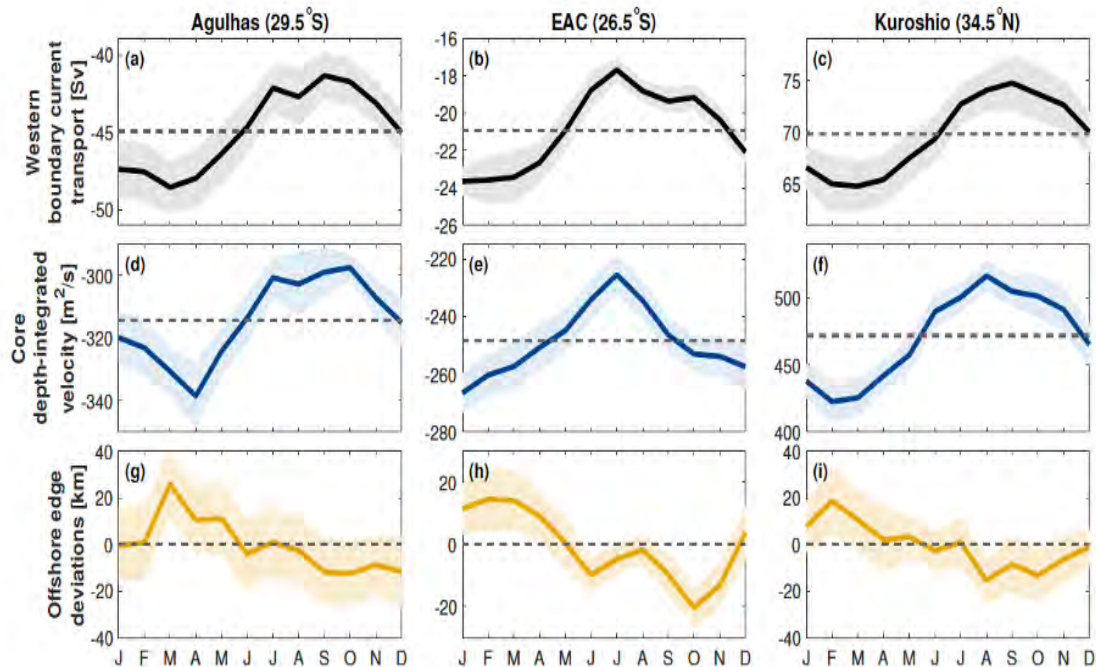 Agulhas (29.5°S)
EAC (26.5°S)
Kuroshio (34.5°N)
Western
boundary current
transport [Sv]
-40
-45
-50
(a)
-16
-18
-20
-22
-24
-26
(b)
75
70
65
(c)
Core
depth-integrated
velocity [m²/s]
-300
-320
-340
(d)
-220
-240
-260
-280
(e)
500
450
400
(f)
Offshore edge
deviations [km]
40
20
0
-20
-40
(g)
20
0
-20
(h)
40
20
0
-20
-40
(i)
J F M A M J J A S O N D
J F M A M J J A S O N D
J F M A M J J A S O N D